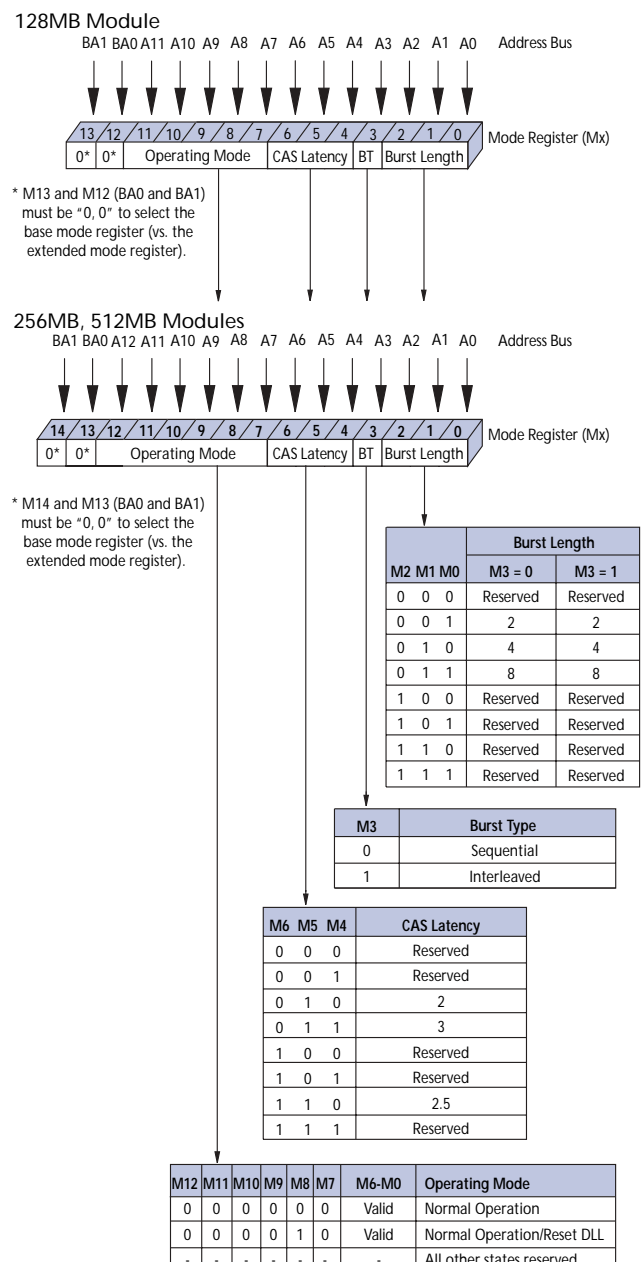 128MB Module
BA1 BA0 A11 A10 A9 A8 A7 A6 A5 A4 A3 A2 A1 A0 Address Bus
13 12 11 10 9 8 7 6 5 4 3 2 1 0 Mode Register (Mx)
0* 0* Operating Mode CAS Latency BT Burst Length
* M13 and M12 (BA0 and BA1)
must be "0, 0" to select the
base mode register (vs. the
extended mode register).
256MB, 512MB Modules
BA1 BA0 A12 A11 A10 A9 A8 A7 A6 A5 A4 A3 A2 A1 A0 Address Bus
14 13 12 11 10 9 8 7 6 5 4 3 2 1 0 Mode Register (Mx)
0* 0* Operating Mode CAS Latency BT Burst Length
* M14 and M13 (BA0 and BA1)
must be "0, 0" to select the
base mode register (vs. the
extended mode register).
Burst Length
M2 M1 M0 M3 = 0 M3 = 1
0 0 0 Reserved Reserved
0 0 1 2 2
0 1 0 4 4
0 1 1 8 8
1 0 0 Reserved Reserved
1 0 1 Reserved Reserved
1 1 0 Reserved Reserved
1 1 1 Reserved Reserved
M3 Burst Type
0 Sequential
1 Interleaved
M6 M5 M4 CAS Latency
0 0 0 Reserved
0 0 1 Reserved
0 1 0 2
0 1 1 3
1 0 0 Reserved
1 0 1 Reserved
1 1 0 2.5
1 1 1 Reserved
M12 M11 M10 M9 M8 M7 M6-M0 Operating Mode
0 0 0 0 0 0 Valid Normal Operation
0 0 0 0 1 0 Valid Normal Operation/Reset DLL
- - - - - - - All other states reserved